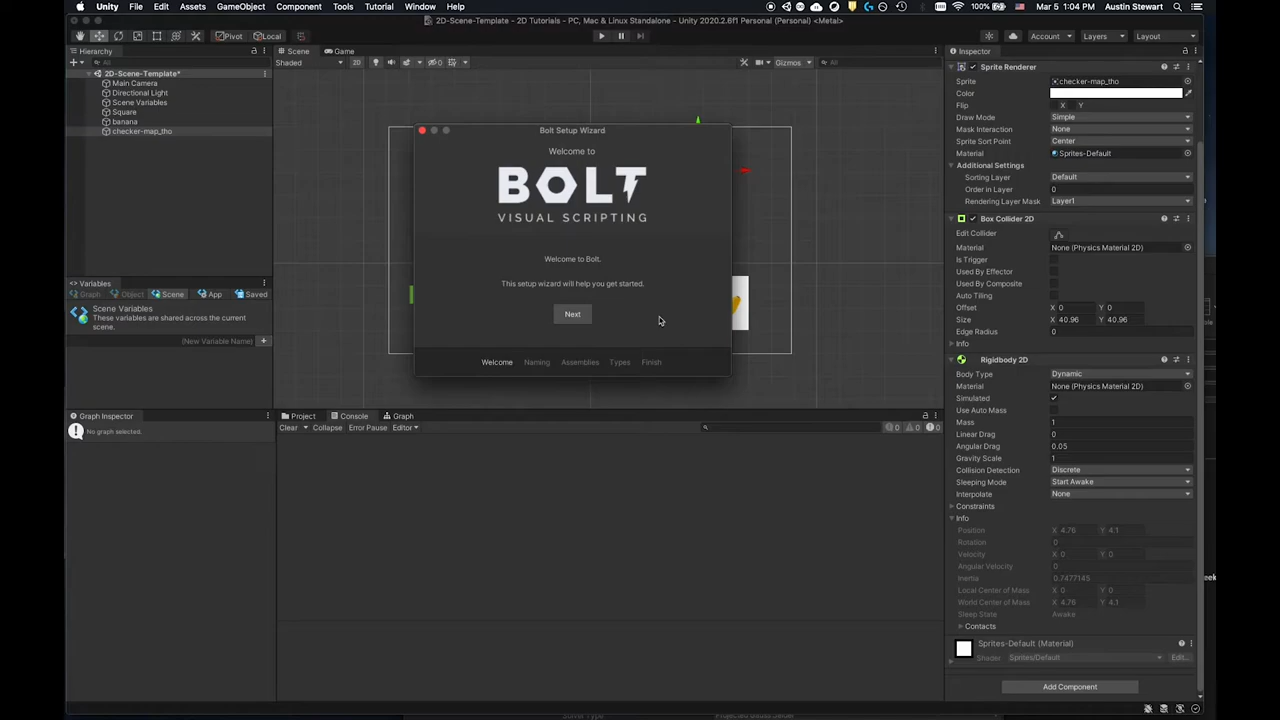 Unity File Edit Assets GameObject Component Tools Tutorial Window Help 100% Mar 5 1:04 PM Austin Stewart
2D-Scene-Template - 2D Tutorials - PC, Mac & Linux Standalone - Unity 2020.2.6f1 Personal (Personal) <Metal>
Pivot Local Account Layers Layout
Hierarchy
All
2D-Scene-Template*
Main Camera
Directional Light
Scene Variables
Square
banana
checker-map_tho
Variables
Graph Object Scene App Saved
Scene Variables
These variables are shared across the current
scene.
(New Variable Name)
Graph Inspector
No graph selected.
Scene Game
Shaded 2D 0 Gizmos All
Bolt Setup Wizard
Welcome to
BOLT
VISUAL SCRIPTING
Welcome to Bolt.
This setup wizard will help you get started.
Next
Welcome Naming Assemblies Types Finish
Project Console Graph
Clear Collapse Error Pause Editor 0 0 0
Inspector
Sprite Renderer
Sprite checker-map_tho
Color
Flip X Y
Draw Mode Simple
Mask Interaction None
Sprite Sort Point Center
Material Sprites-Default
Additional Settings
Sorting Layer Default
Order in Layer 0
Rendering Layer Mask Layer1
Box Collider 2D
Edit Collider
Material None (Physics Material 2D)
Is Trigger
Used By Effector
Used By Composite
Auto Tiling
Offset X 0 Y 0
Size X 40.96 Y 40.96
Edge Radius 0
Info
Rigidbody 2D
Body Type Dynamic
Material None (Physics Material 2D)
Simulated
Use Auto Mass
Mass 1
Linear Drag 0
Angular Drag 0.05
Gravity Scale 1
Collision Detection Discrete
Sleeping Mode Start Awake
Interpolate None
Constraints
Info
Position X 4.76 Y 4.1
Rotation 0
Velocity X 0 Y 0
Angular Velocity 0
Inertia 0.7477145
Local Center of Mass X 0 Y 0
World Center of Mass X 4.76 Y 4.1
Sleep State Awake
Contacts
Sprites-Default (Material)
Shader Sprites/Default Edit...
Add Component